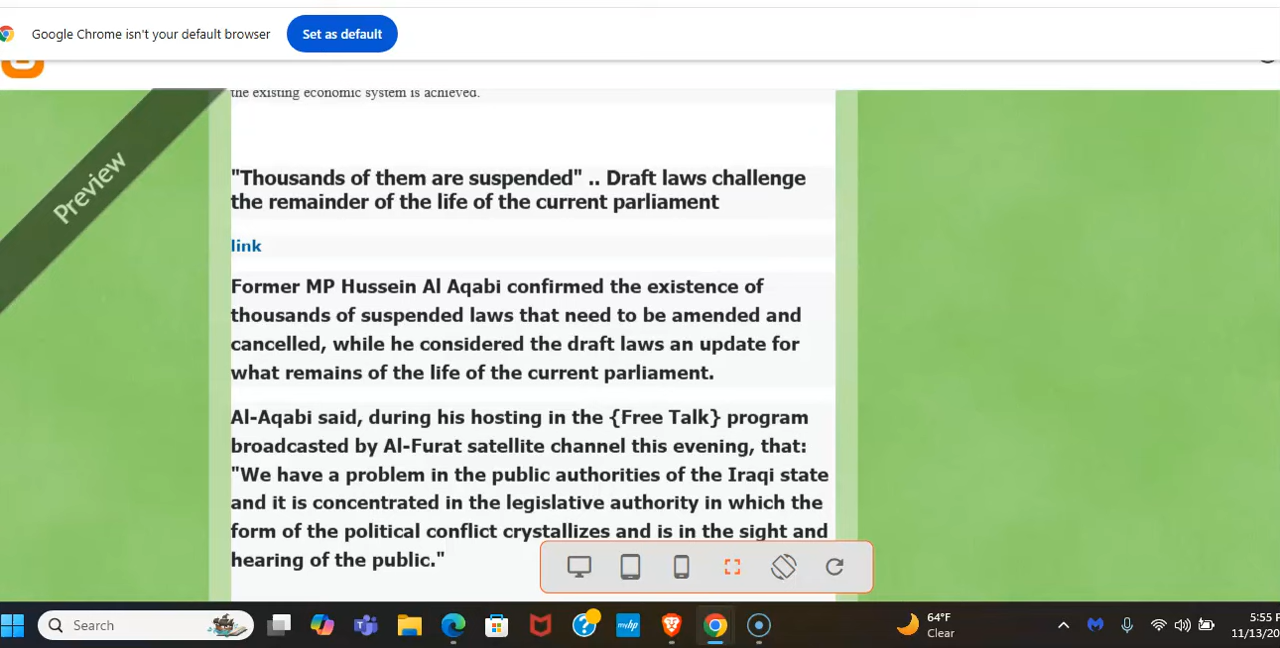 Google Chrome isn't your default browser
Set as default
the existing economic system is achieved.
Preview
"Thousands of them are suspended" .. Draft laws challenge
the remainder of the life of the current parliament
link
Former MP Hussein Al Aqabi confirmed the existence of
thousands of suspended laws that need to be amended and
cancelled, while he considered the draft laws an update for
what remains of the life of the current parliament.
Al-Aqabi said, during his hosting in the {Free Talk} program
broadcasted by Al-Furat satellite channel this evening, that:
"We have a problem in the public authorities of the Iraqi state
and it is concentrated in the legislative authority in which the
form of the political conflict crystallizes and is in the sight and
hearing of the public."
Search
myhp
64°F
Clear
5:55 P
11/13/20